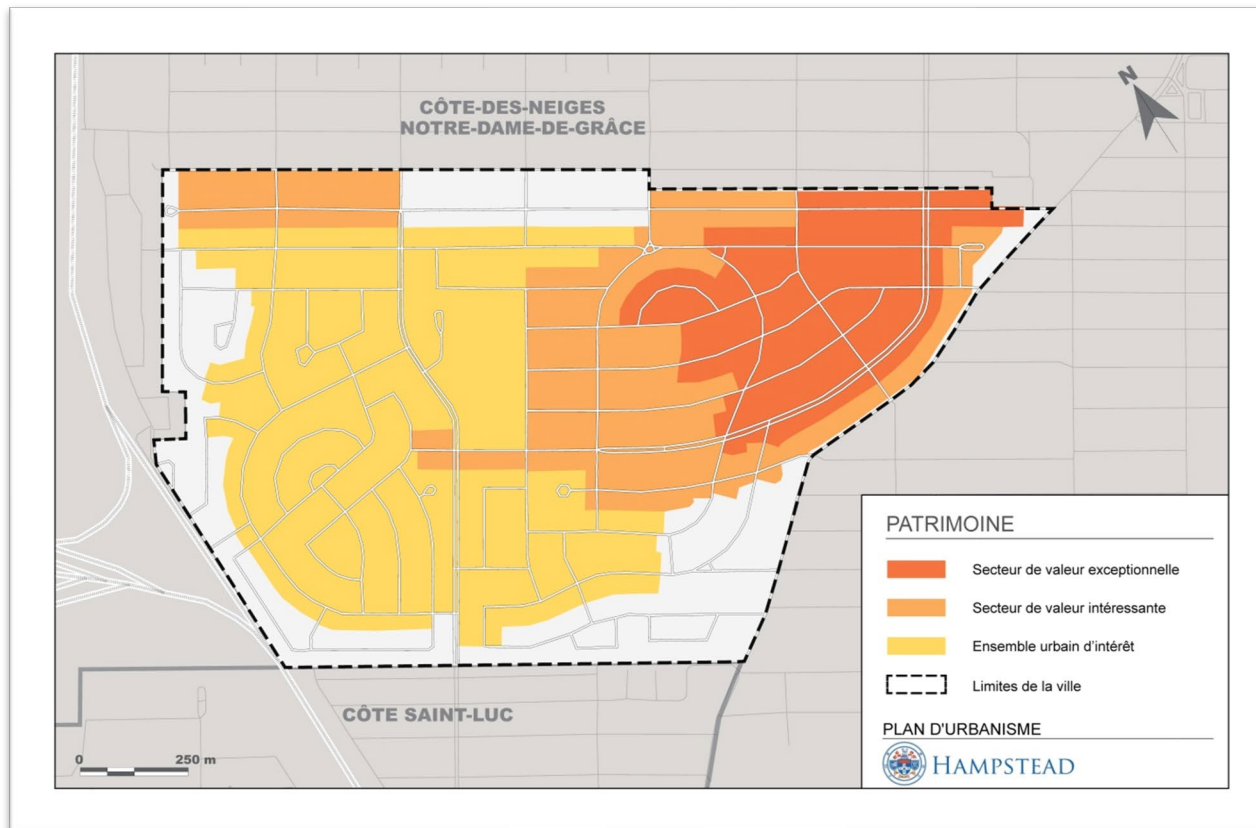 N
CÔTE-DES-NEIGES
NOTRE-DAME-DE-GRÂCE
PATRIMOINE
Secteur de valeur exceptionnelle
Secteur de valeur intéressante
Ensemble urbain d'intérêt
Limites de la ville
CÔTE SAINT-LUC
PLAN D'URBANISME
HAMPSTEAD
0 250 m